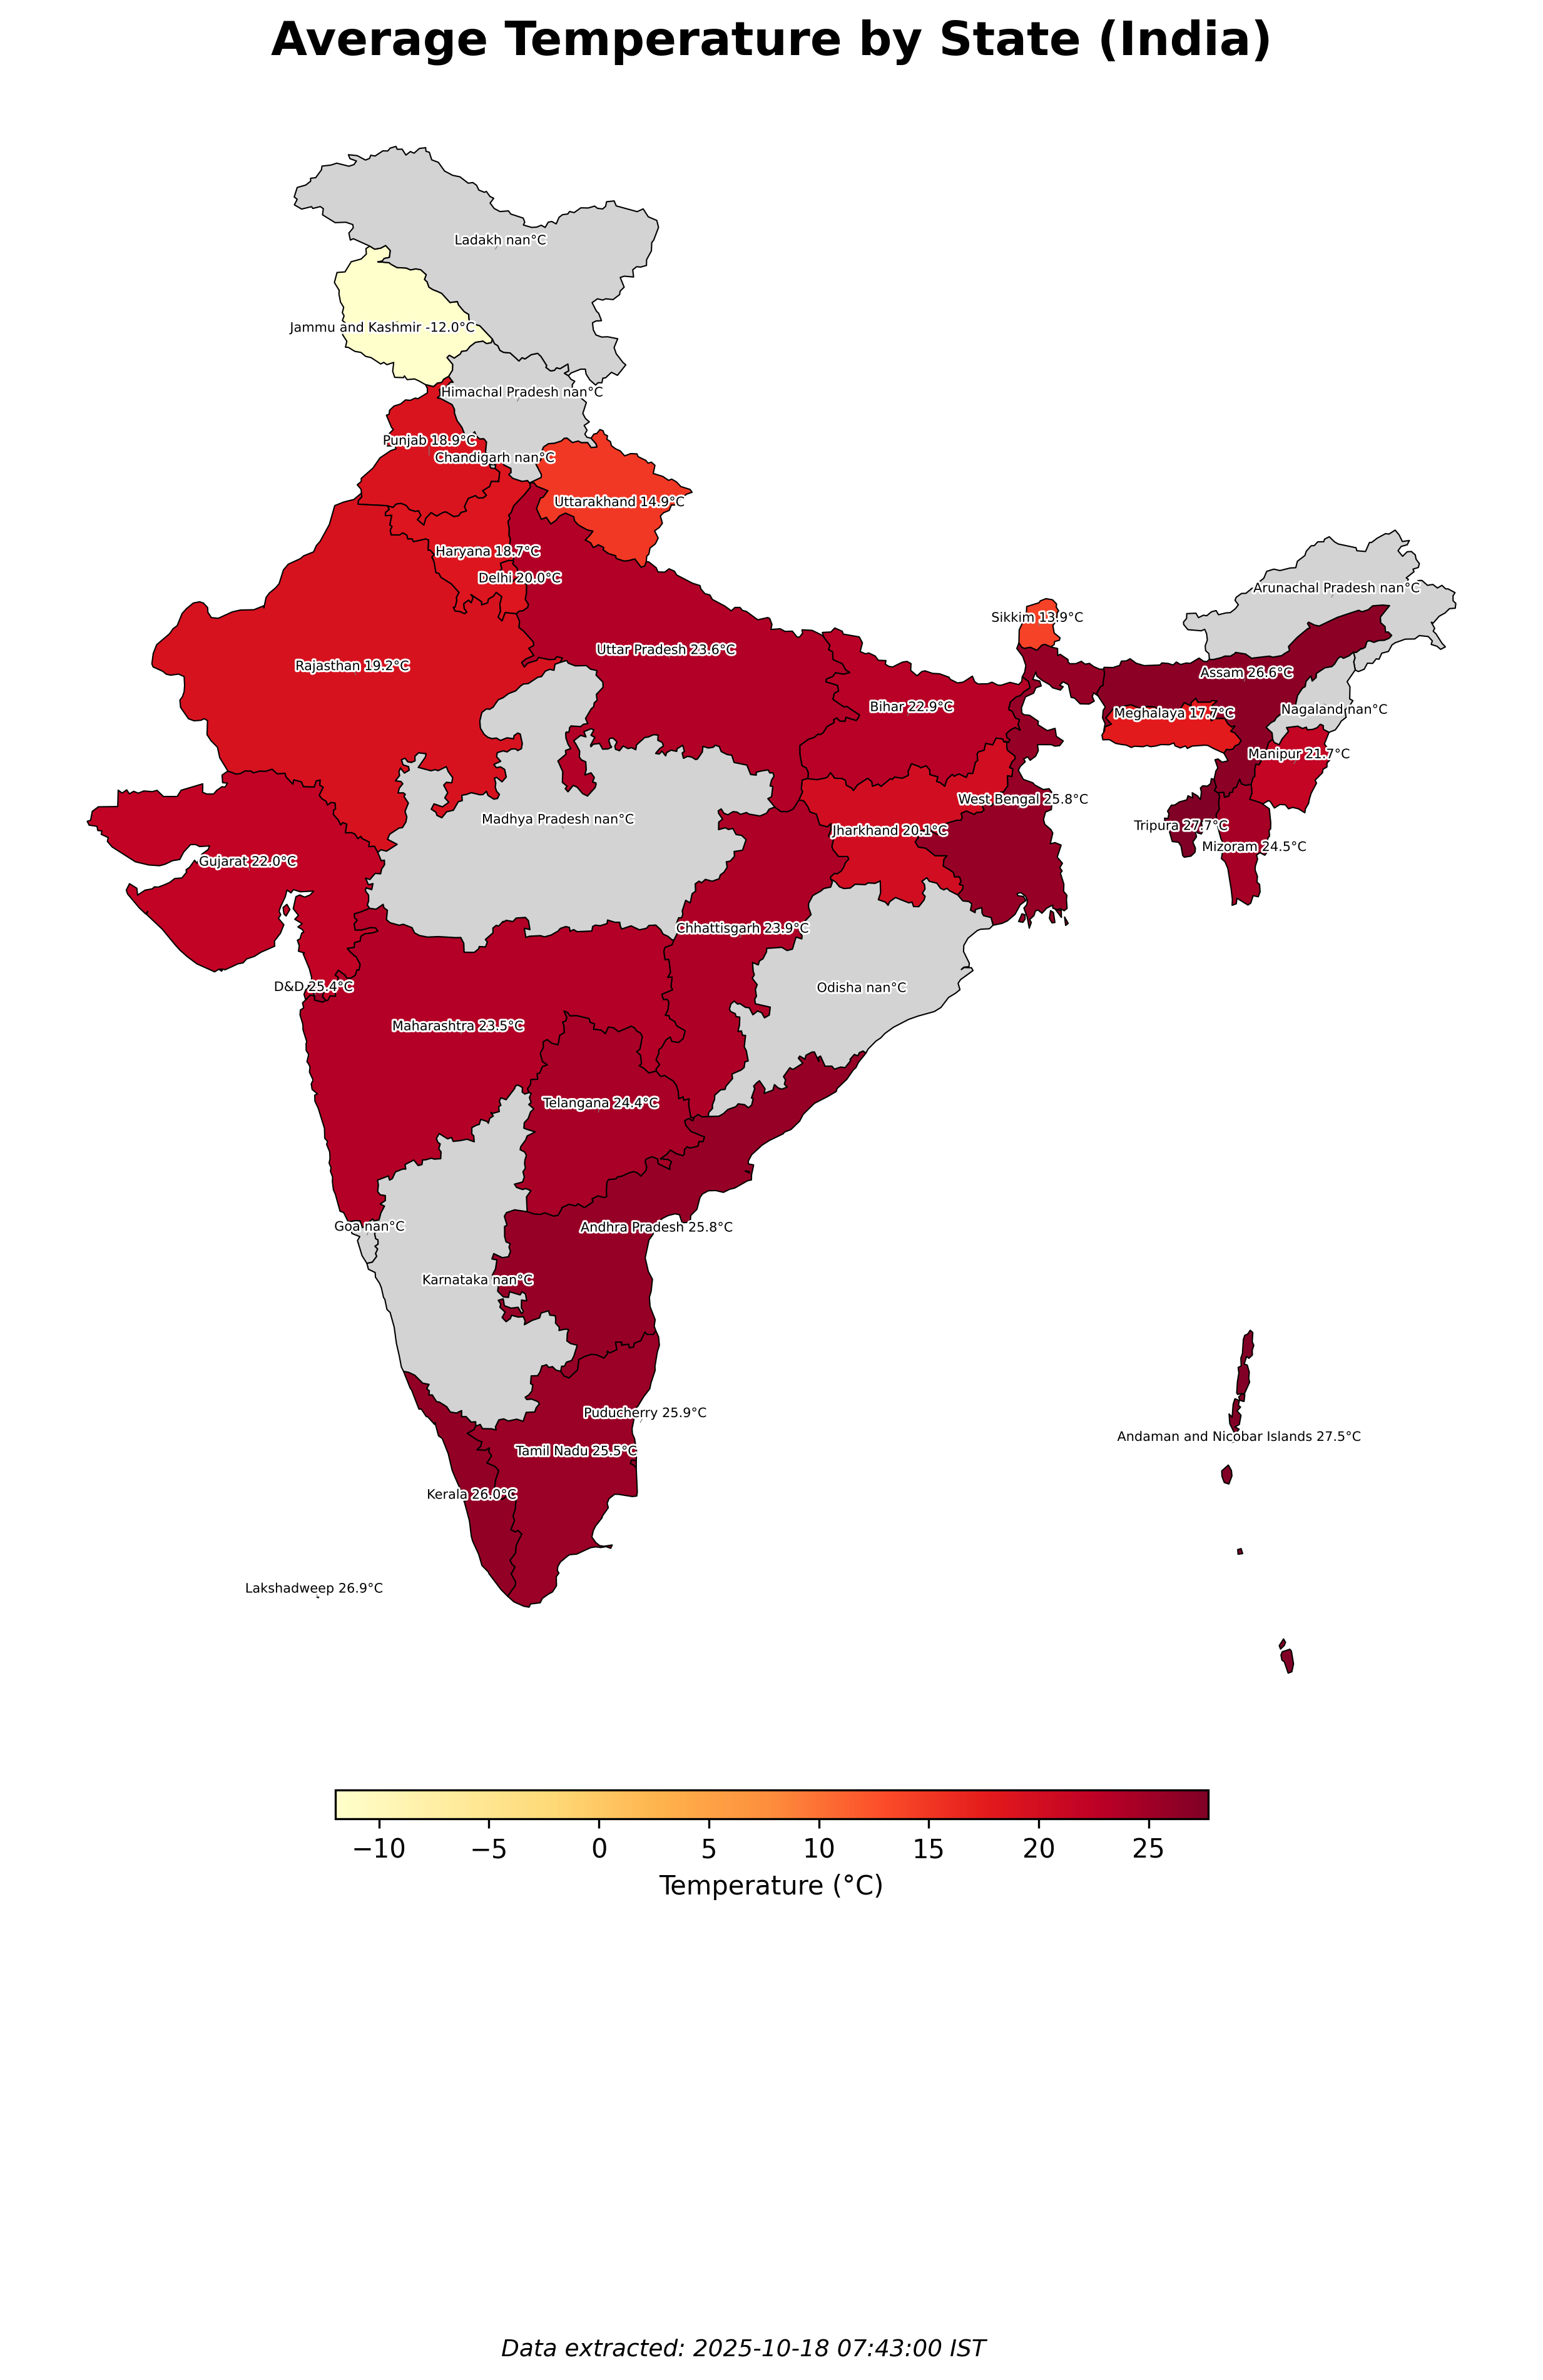 Average Temperature by State (India)
Ladakh nan°C
Jammu and Kashmir -12.0°C
Himachal Pradesh nan°C
Punjab 18.9°C
Chandigarh nan°C
Uttarakhand 14.9°C
Haryana 18.7°C
Delhi 20.0°C
Arunachal Pradesh nan°C
Sikkim 13.9°C
Uttar Pradesh 23.6°C
Rajasthan 19.2°C
Assam 26.6°C
Bihar 22.9°C
Meghalaya 17.7°C
Nagaland nan°C
Manipur 21.7°C
West Bengal 25.8°C
Madhya Pradesh nan°C
Jharkhand 20.1°C
Tripura 27.7°C
Mizoram 24.5°C
Gujarat 22.0°C
Chhattisgarh 23.9°C
D&D 25.4°C
Odisha nan°C
Maharashtra 23.5°C
Telangana 24.4°C
Goa nan°C
Andhra Pradesh 25.8°C
Karnataka nan°C
Puducherry 25.9°C
Andaman and Nicobar Islands 27.5°C
Tamil Nadu 25.5°C
Kerala 26.0°C
Lakshadweep 26.9°C
−10 −5 0 5 10 15 20 25
Temperature (°C)
Data extracted: 2025-10-18 07:43:00 IST